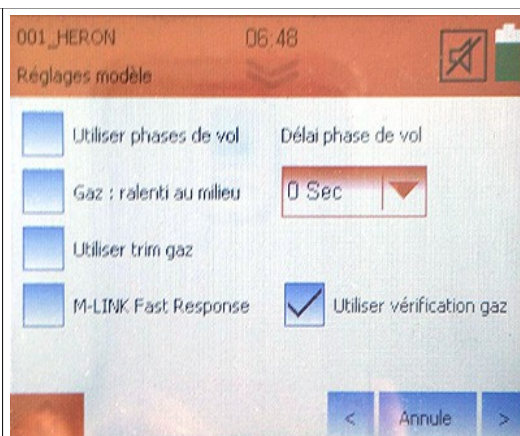 001_HERON 06:48
Réglages modèle
Utiliser phases de vol
Délai phase de vol
Gaz : ralenti au milieu
0 Sec
Utiliser trim gaz
M-LINK Fast Response
Utiliser vérification gaz
< Annule >